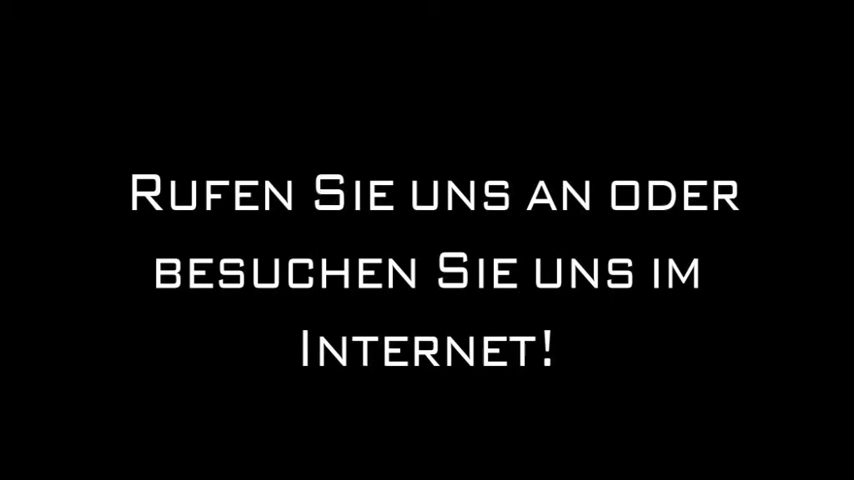 Rufen Sie uns an oder
besuchen Sie uns im
Internet!